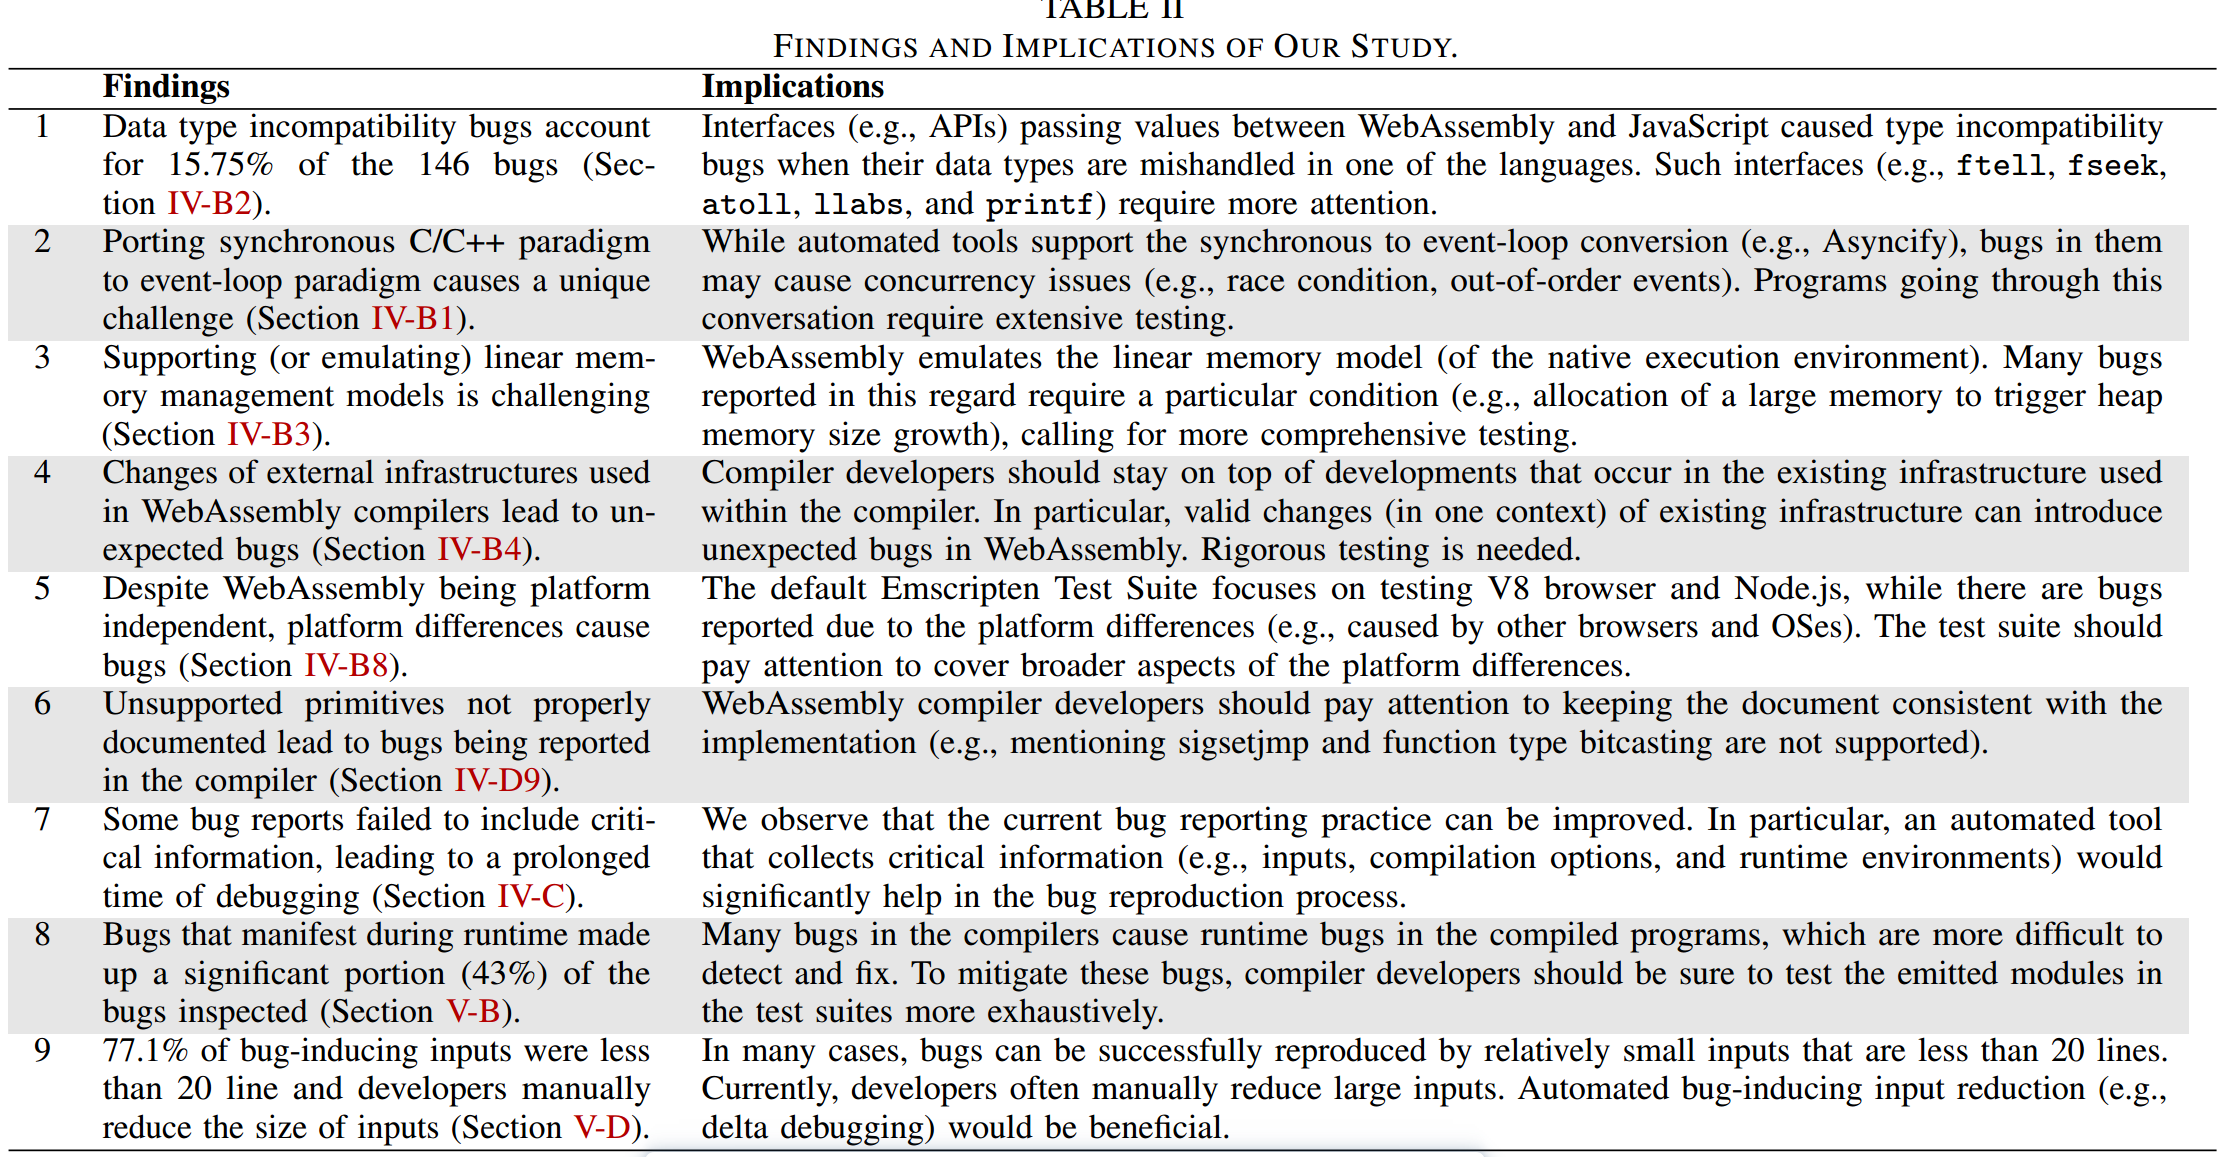 TABLE II
FINDINGS AND IMPLICATIONS OF OUR STUDY.
Findings Implications
1 Data type incompatibility bugs account Interfaces (e.g., APIs) passing values between WebAssembly and JavaScript caused type incompatibility
for 15.75% of the 146 bugs (Sec- bugs when their data types are mishandled in one of the languages. Such interfaces (e.g., ftell, fseek,
tion IV-B2). atoll, llabs, and printf) require more attention.
2 Porting synchronous C/C++ paradigm While automated tools support the synchronous to event-loop conversion (e.g., Asyncify), bugs in them
to event-loop paradigm causes a unique may cause concurrency issues (e.g., race condition, out-of-order events). Programs going through this
challenge (Section IV-B1). conversation require extensive testing.
3 Supporting (or emulating) linear mem- WebAssembly emulates the linear memory model (of the native execution environment). Many bugs
ory management models is challenging reported in this regard require a particular condition (e.g., allocation of a large memory to trigger heap
(Section IV-B3). memory size growth), calling for more comprehensive testing.
4 Changes of external infrastructures used Compiler developers should stay on top of developments that occur in the existing infrastructure used
in WebAssembly compilers lead to un- within the compiler. In particular, valid changes (in one context) of existing infrastructure can introduce
expected bugs (Section IV-B4). unexpected bugs in WebAssembly. Rigorous testing is needed.
5 Despite WebAssembly being platform The default Emscripten Test Suite focuses on testing V8 browser and Node.js, while there are bugs
independent, platform differences cause reported due to the platform differences (e.g., caused by other browsers and OSes). The test suite should
bugs (Section IV-B8). pay attention to cover broader aspects of the platform differences.
6 Unsupported primitives not properly WebAssembly compiler developers should pay attention to keeping the document consistent with the
documented lead to bugs being reported implementation (e.g., mentioning sigsetjmp and function type bitcasting are not supported).
in the compiler (Section IV-D9).
7 Some bug reports failed to include criti- We observe that the current bug reporting practice can be improved. In particular, an automated tool
cal information, leading to a prolonged that collects critical information (e.g., inputs, compilation options, and runtime environments) would
time of debugging (Section IV-C). significantly help in the bug reproduction process.
8 Bugs that manifest during runtime made Many bugs in the compilers cause runtime bugs in the compiled programs, which are more difficult to
up a significant portion (43%) of the detect and fix. To mitigate these bugs, compiler developers should be sure to test the emitted modules in
bugs inspected (Section V-B). the test suites more exhaustively.
9 77.1% of bug-inducing inputs were less In many cases, bugs can be successfully reproduced by relatively small inputs that are less than 20 lines.
than 20 line and developers manually Currently, developers often manually reduce large inputs. Automated bug-inducing input reduction (e.g.,
reduce the size of inputs (Section V-D). delta debugging) would be beneficial.